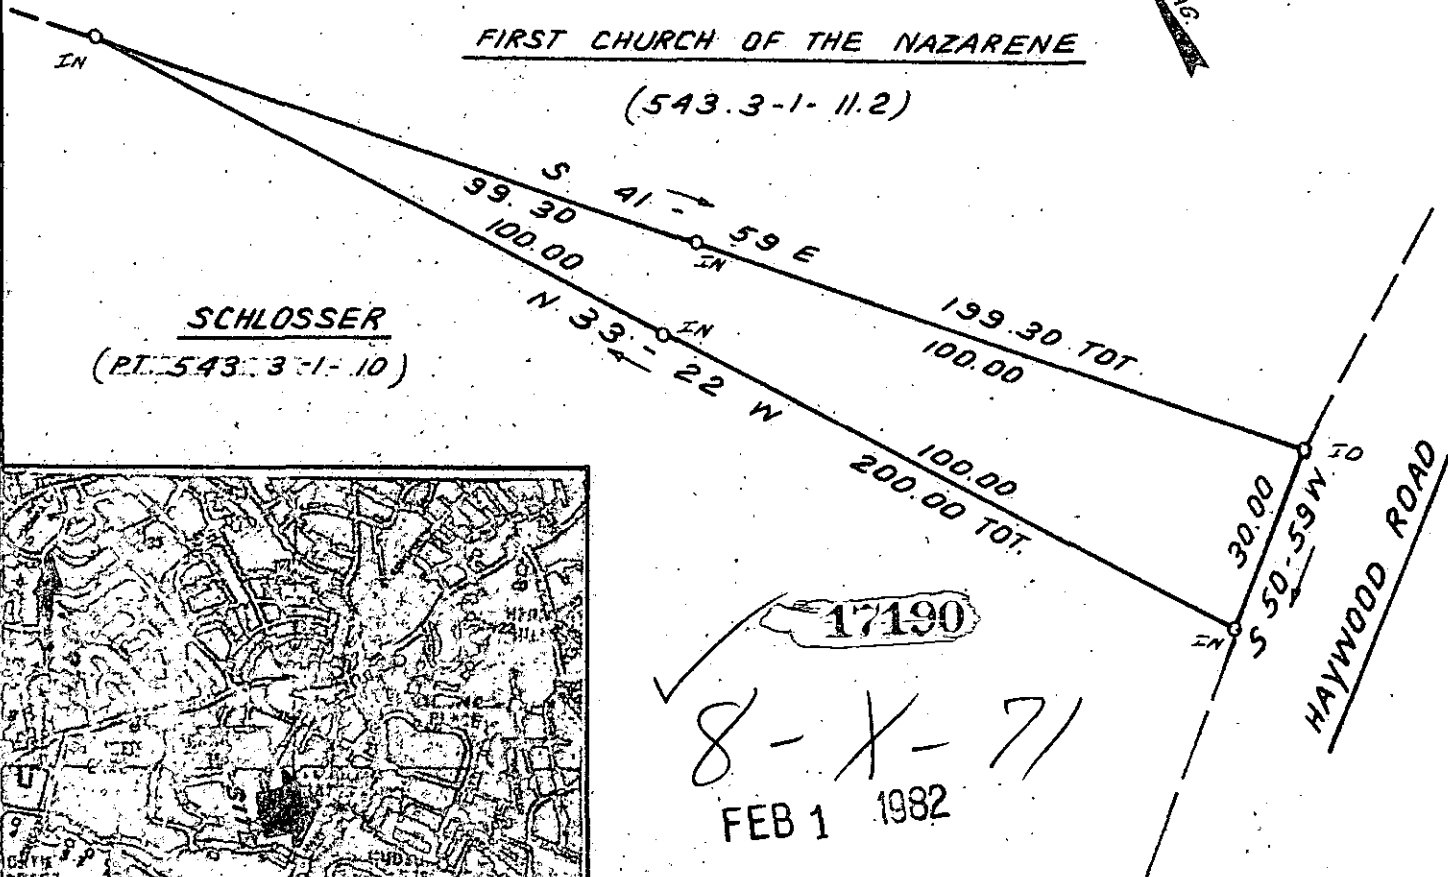 AG.
FIRST CHURCH OF THE NAZARENE
(543.3-1-11.2)
IN
S 41-59 E
99.30
100.00
IN
199.30 TOT.
100.00
N 33-22 W
IN
100.00
200.00 TOT.
SCHLOSSER
(PT. 543.3-1-10)
IO
30.00
S 50-59 W
IN
HAYWOOD ROAD
17190
8-X-71
FEB 1 1982